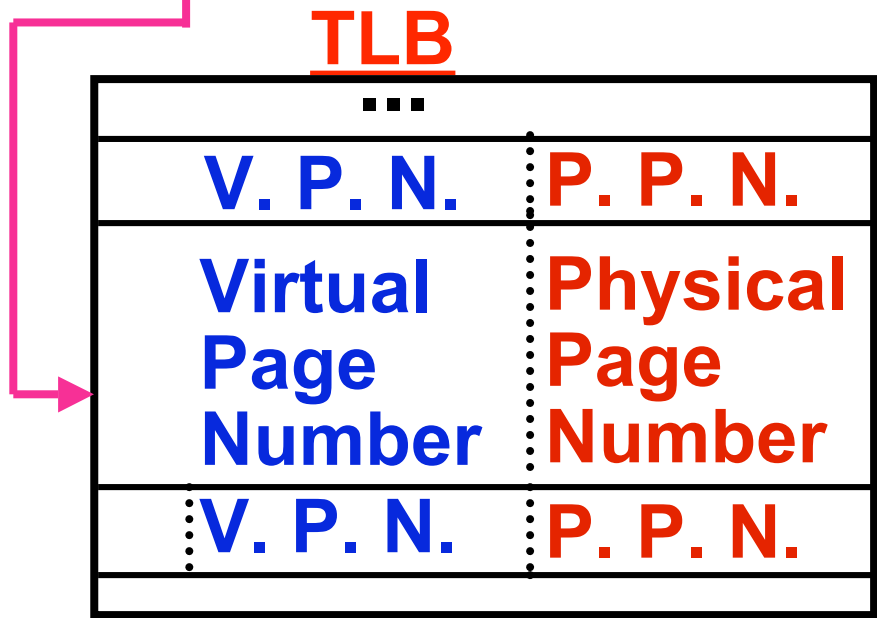 TLB
...
V. P. N. P. P. N.
Virtual Physical
Page Page
Number Number
V. P. N. P. P. N.